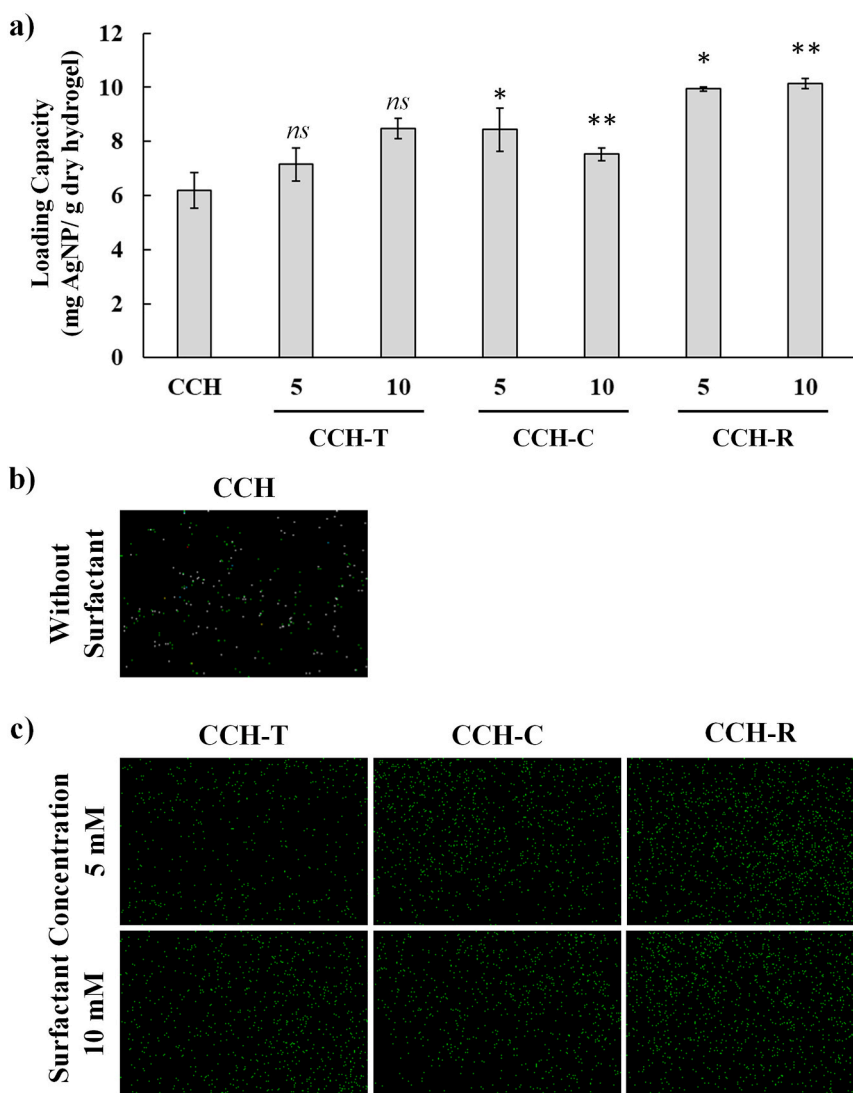 a)
Loading Capacity
(mg AgNP/ g dry hydrogel)
12
10
8
6
4
2
0
ns
ns
*
**
*
**
CCH
5
10
5
10
5
10
CCH-T
CCH-C
CCH-R
b)
CCH
Without
Surfactant
c)
CCH-T
CCH-C
CCH-R
Surfactant Concentration
5 mM
10 mM